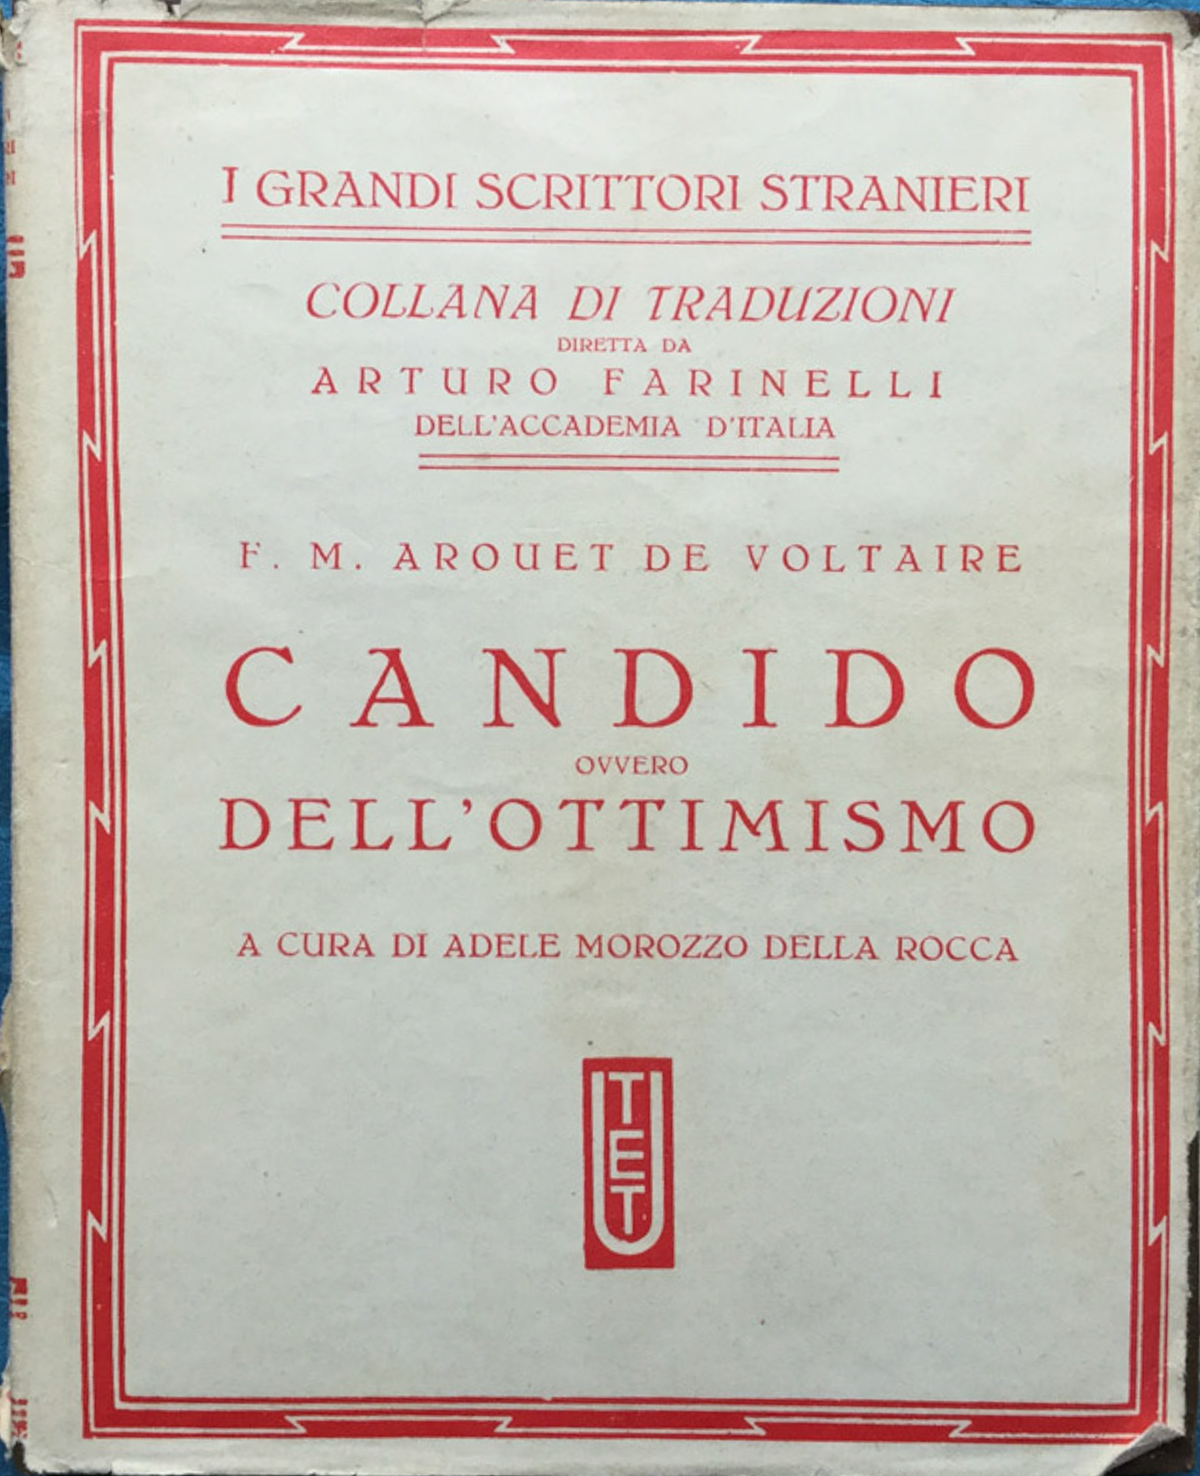 I GRANDI SCRITTORI STRANIERI
COLLANA DI TRADUZIONI
DIRETTA DA
ARTURO FARINELLI
DELL'ACCADEMIA D'ITALIA
F. M. AROUET DE VOLTAIRE
CANDIDO
OVVERO
DELL'OTTIMISMO
A CURA DI ADELE MOROZZO DELLA ROCCA
UTET